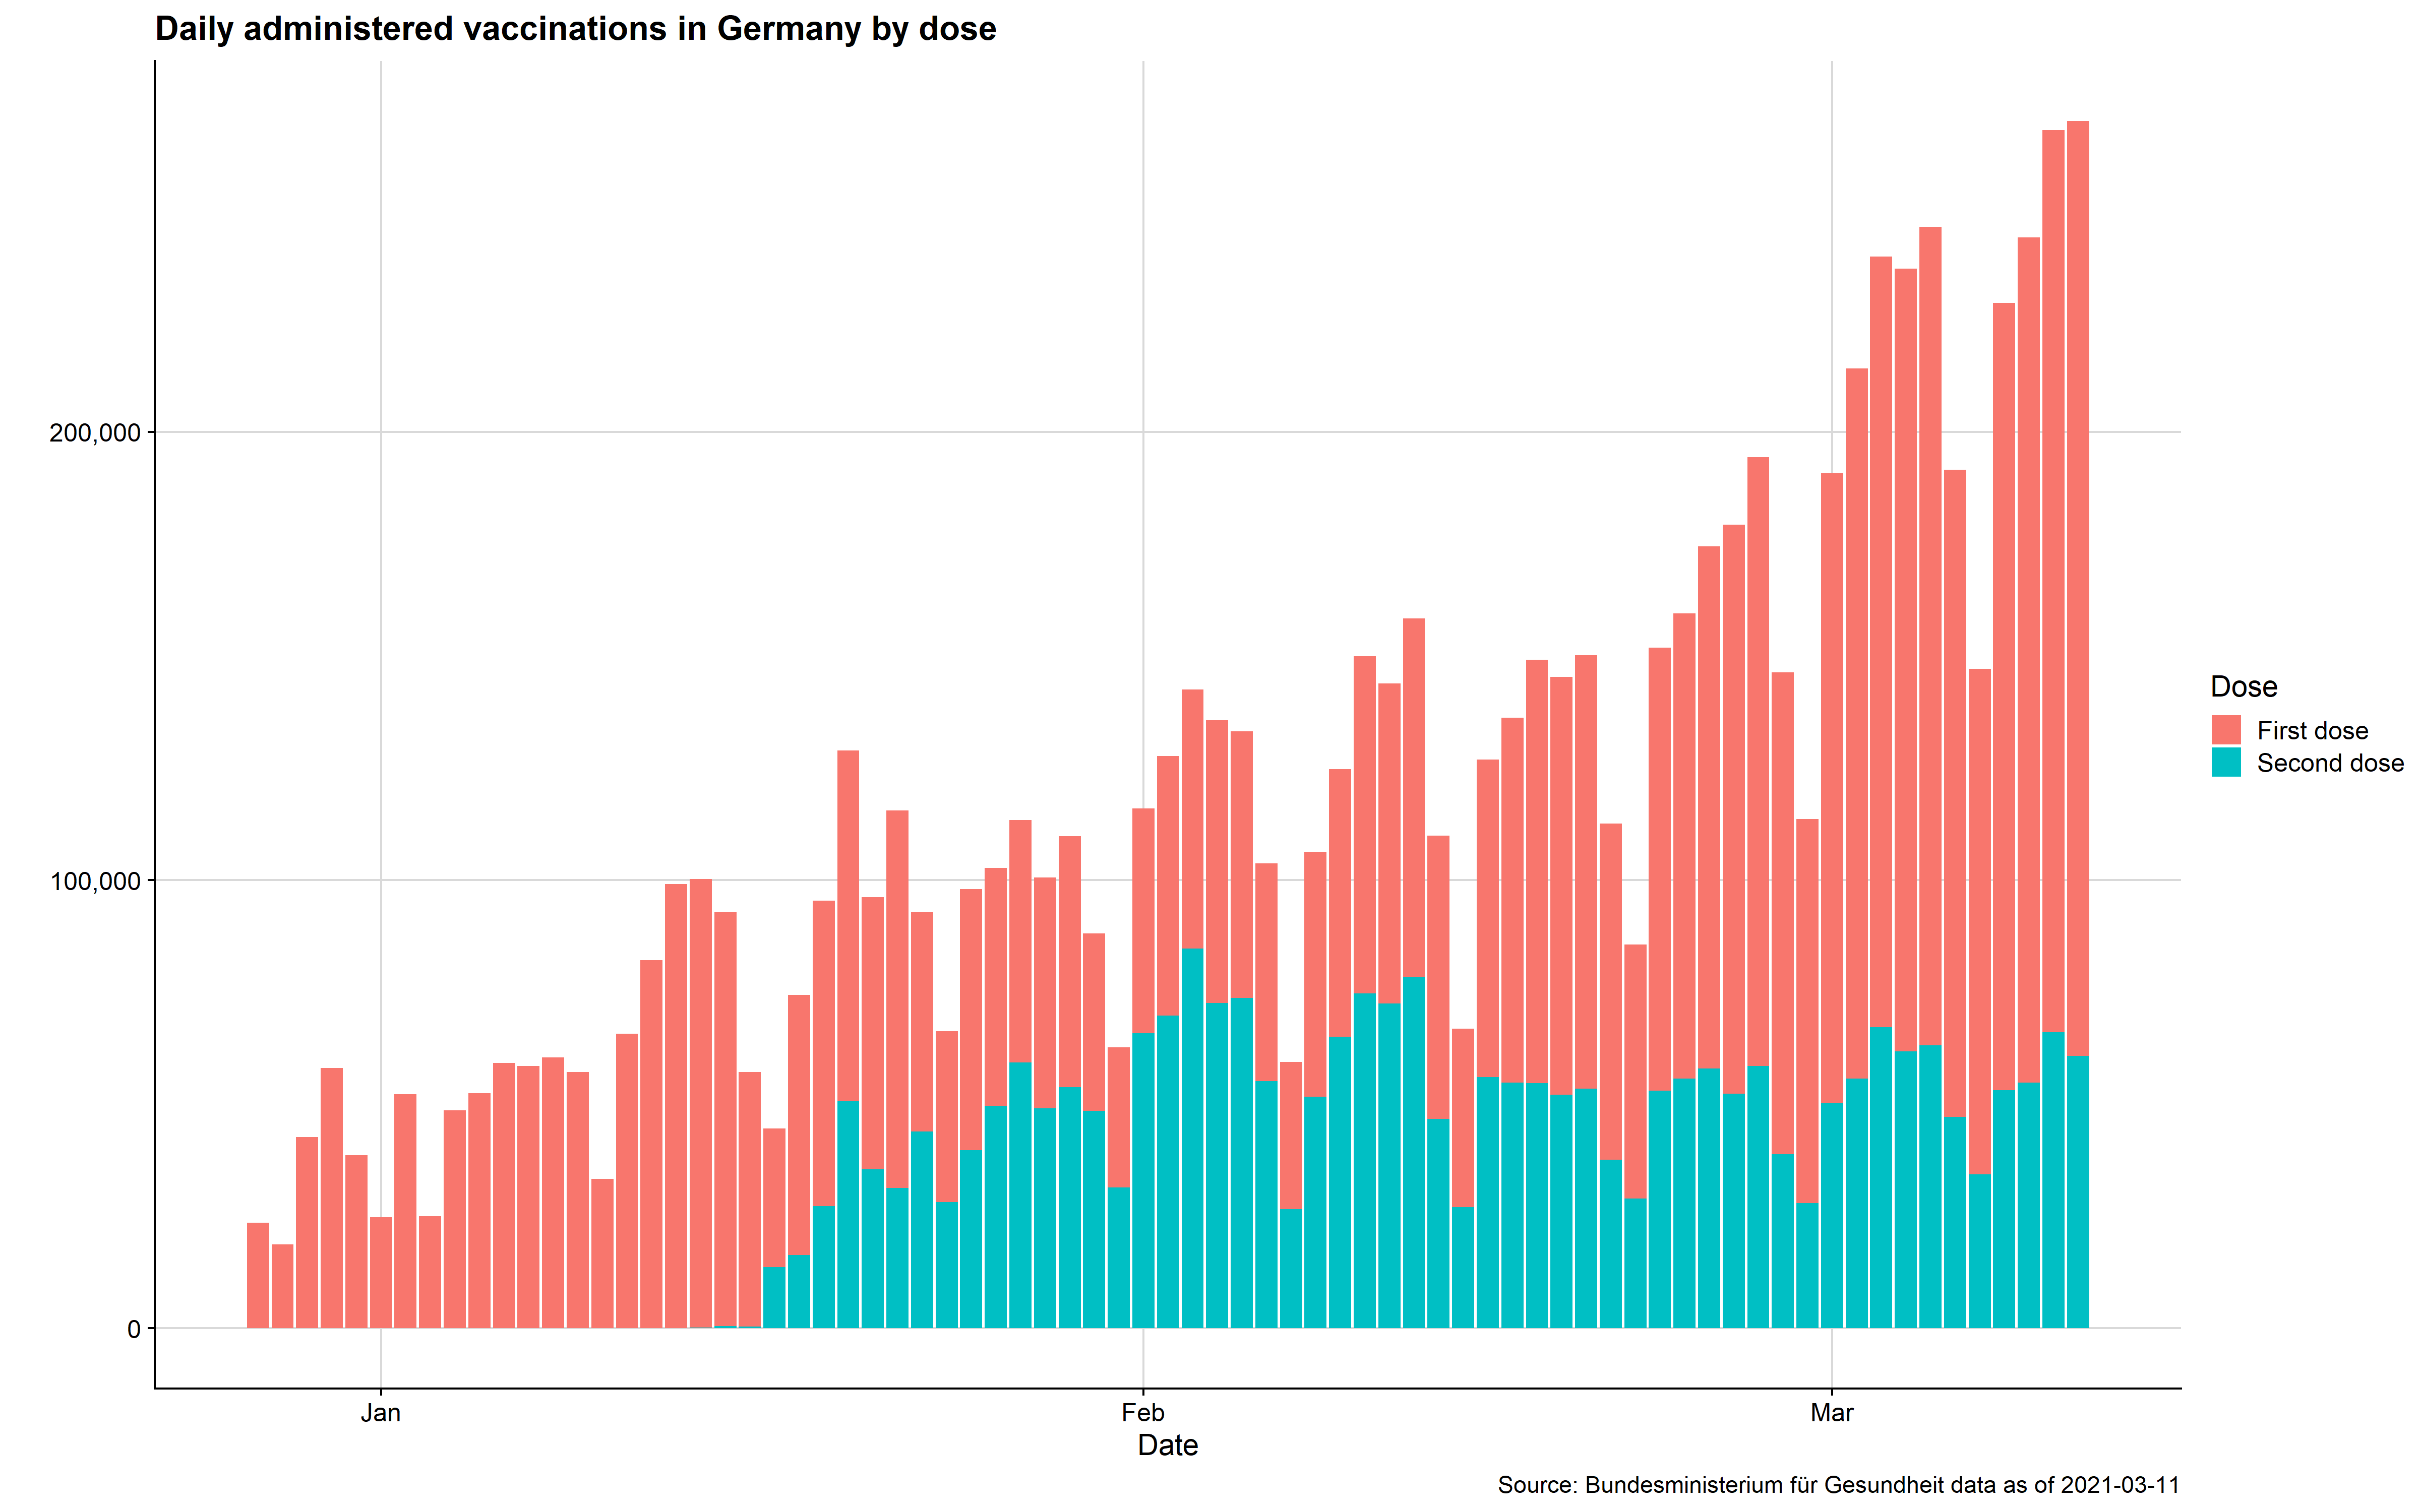 Daily administered vaccinations in Germany by dose
200,000
100,000
0
Jan
Feb
Mar
Date
Dose
First dose
Second dose
Source: Bundesministerium für Gesundheit data as of 2021-03-11